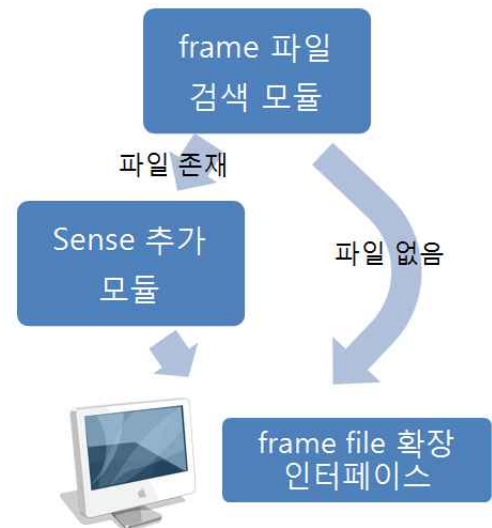 frame 파일
검색 모듈
파일 존재
Sense 추가
모듈
파일 없음
frame file 확장
인터페이스